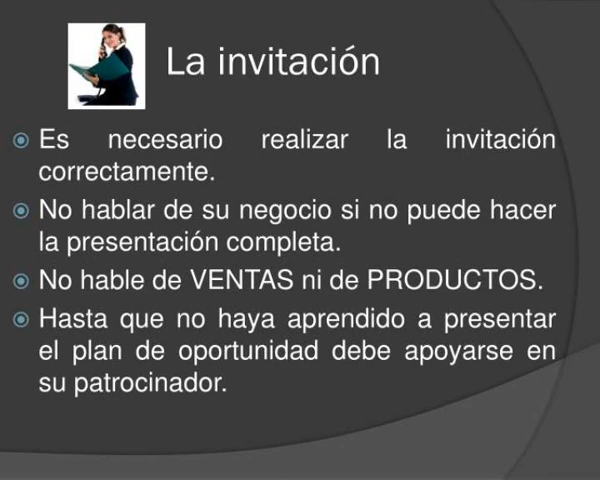 La invitación
Es necesario realizar la invitación
correctamente.
No hablar de su negocio si no puede hacer
la presentación completa.
No hable de VENTAS ni de PRODUCTOS.
Hasta que no haya aprendido a presentar
el plan de oportunidad debe apoyarse en
su patrocinador.